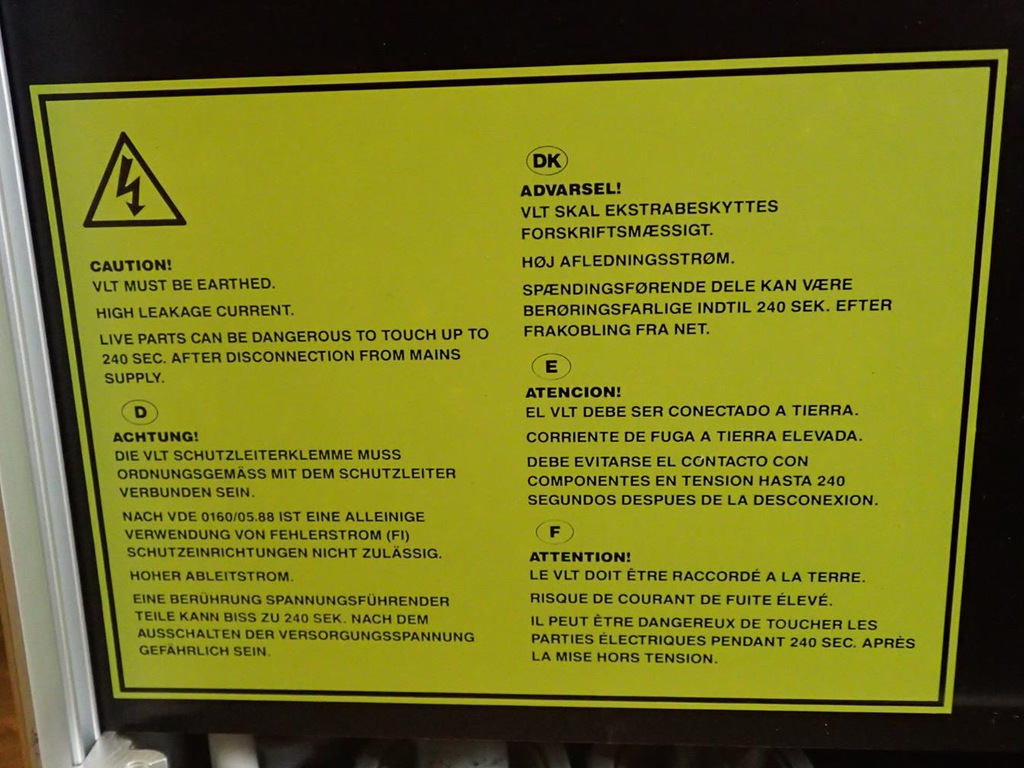 CAUTION!
VLT MUST BE EARTHED.
HIGH LEAKAGE CURRENT.
LIVE PARTS CAN BE DANGEROUS TO TOUCH UP TO
240 SEC. AFTER DISCONNECTION FROM MAINS
SUPPLY.
D
ACHTUNG!
DIE VLT SCHUTZLEITERKLEMME MUSS
ORDNUNGSGEMÄSS MIT DEM SCHUTZLEITER
VERBUNDEN SEIN.
NACH VDE 0160/05.88 IST EINE ALLEINIGE
VERWENDUNG VON FEHLERSTROM (FI)
SCHUTZEINRICHTUNGEN NICHT ZULÄSSIG.
HOHER ABLEITSTROM.
EINE BERÜHRUNG SPANNUNGSFÜHRENDER
TEILE KANN BISS ZU 240 SEK. NACH DEM
AUSSCHALTEN DER VERSORGUNGSSPANNUNG
GEFÄHRLICH SEIN.
DK
ADVARSEL!
VLT SKAL EKSTRABESKYTTES
FORSKRIFTSMÆSSIGT.
HØJ AFLEDNINGSSTRØM.
SPÆNDINGSFØRENDE DELE KAN VÆRE
BERØRINGSFARLIGE INDTIL 240 SEK. EFTER
FRAKOBLING FRA NET.
E
ATENCION!
EL VLT DEBE SER CONECTADO A TIERRA.
CORRIENTE DE FUGA A TIERRA ELEVADA.
DEBE EVITARSE EL CONTACTO CON
COMPONENTES EN TENSION HASTA 240
SEGUNDOS DESPUES DE LA DESCONEXION.
F
ATTENTION!
LE VLT DOIT ÊTRE RACCORDÉ A LA TERRE.
RISQUE DE COURANT DE FUITE ÉLEVÉ.
IL PEUT ÊTRE DANGEREUX DE TOUCHER LES
PARTIES ÉLECTRIQUES PENDANT 240 SEC. APRÈS
LA MISE HORS TENSION.